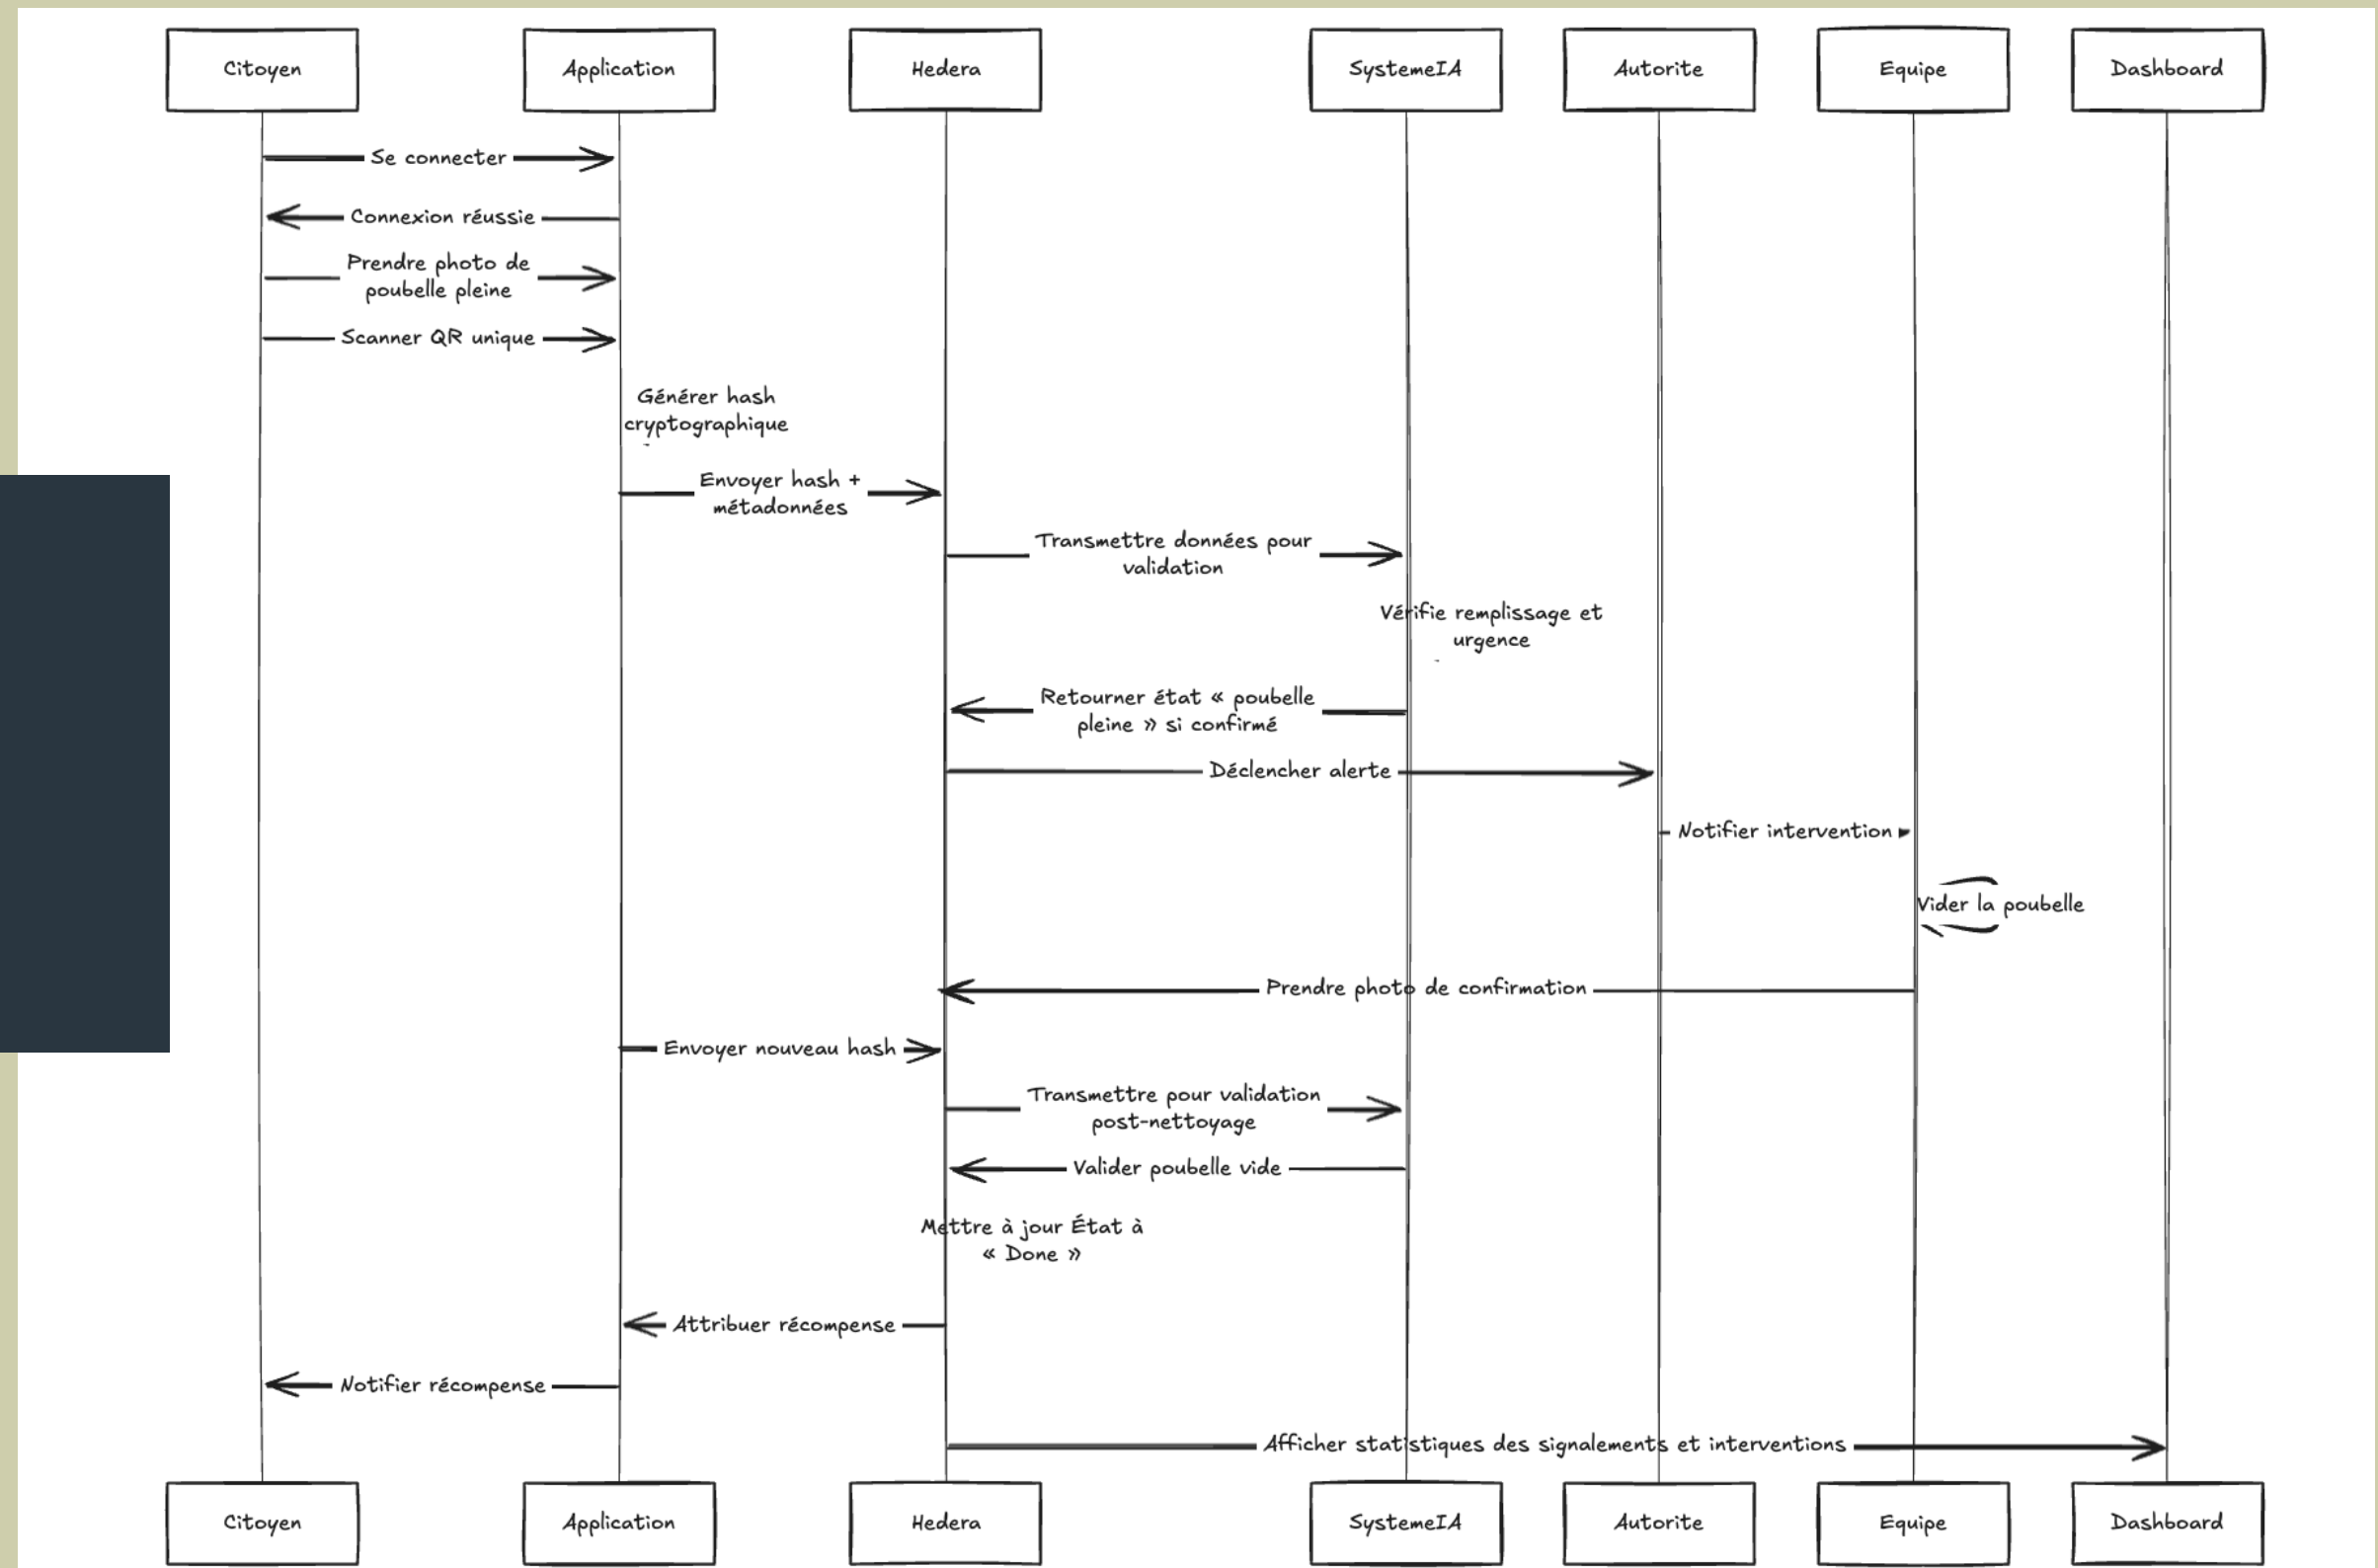 Citoyen
Application
Hedera
SystemeIA
Autorite
Equipe
Dashboard
Se connecter
Connexion réussie
Prendre photo de
poubelle pleine
Scanner QR unique
Générer hash
cryptographique
Envoyer hash +
métadonnées
Transmettre données pour
validation
Vérifie remplissage et
urgence
Retourner état « poubelle
pleine » si confirmé
Déclencher alerte
Notifier intervention
Vider la poubelle
Prendre photo de confirmation
Envoyer nouveau hash
Transmettre pour validation
post-nettoyage
Valider poubelle vide
Mettre à jour État à
« Done »
Attribuer récompense
Notifier récompense
Afficher statistiques des signalements et interventions
Citoyen
Application
Hedera
SystemeIA
Autorite
Equipe
Dashboard